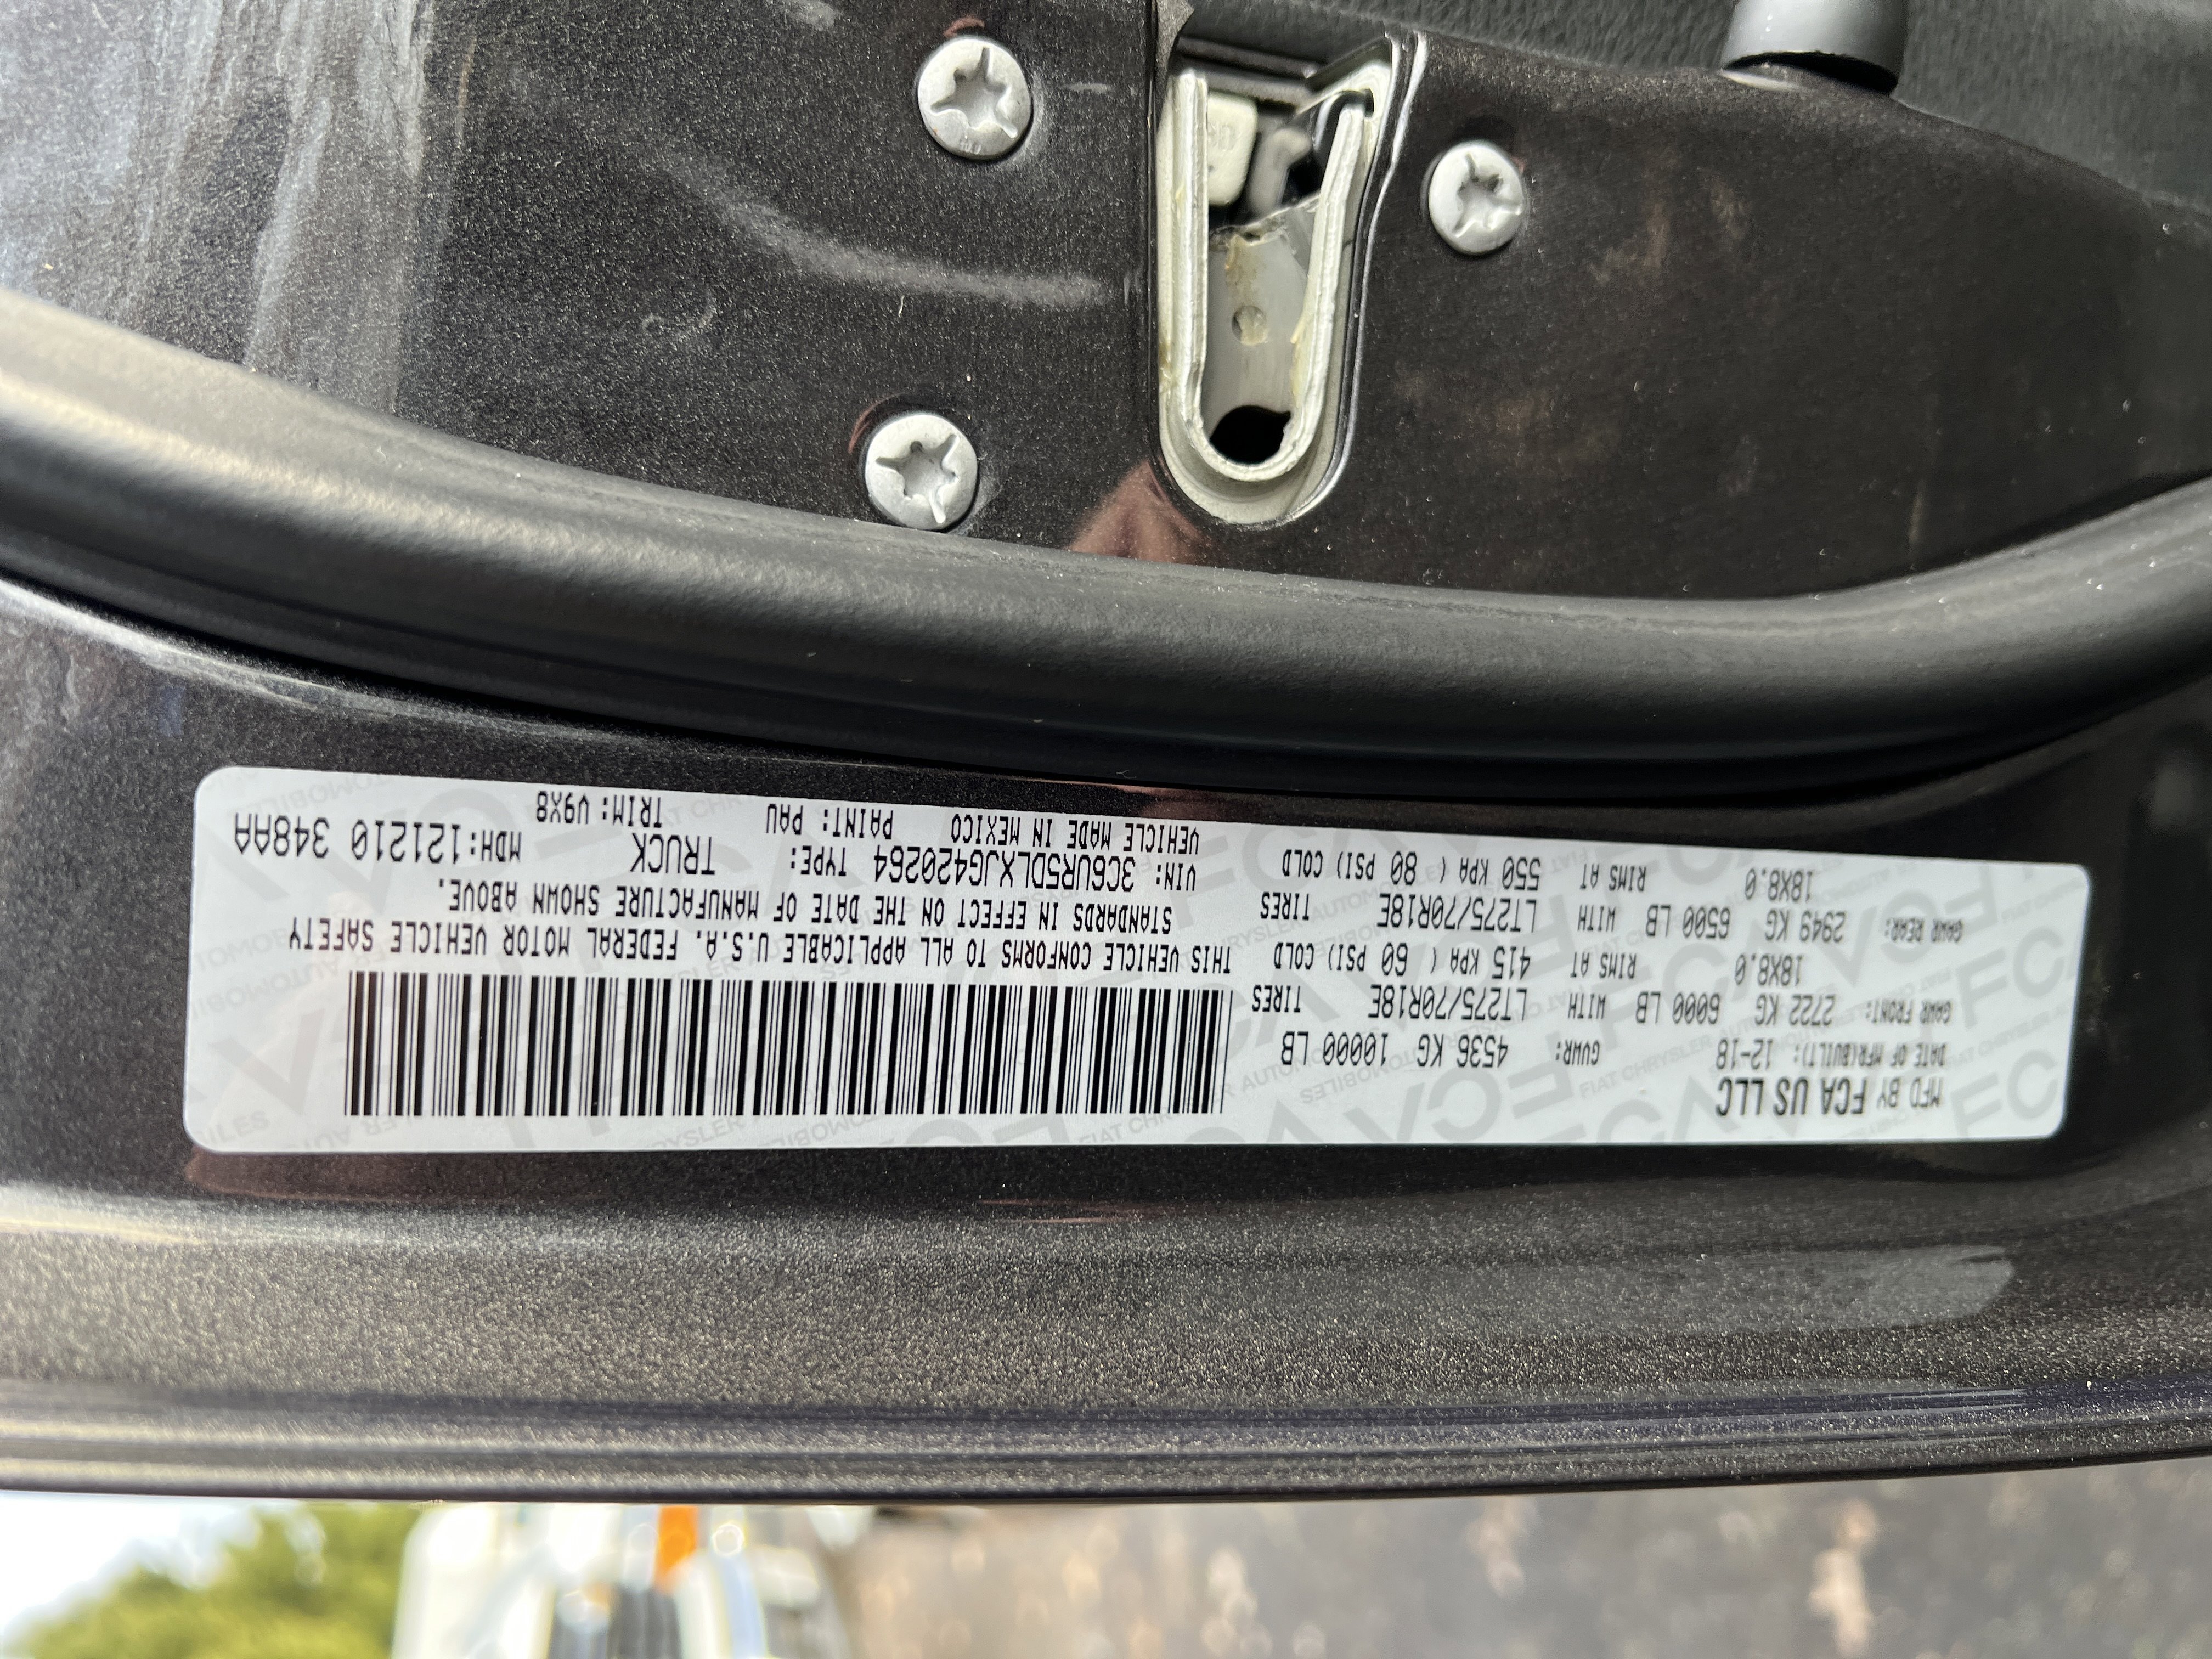 MFD BY FCA US LLC
DATE OF MFR(BUILT): 12-18 GVWR: 4536 KG 10000 LB
GAWR FRONT: 2722 KG 6000 LB WITH LT275/70R18E TIRES
18X8.0 RIMS AT 415 KPA ( 60 PSI) COLD
GAWR REAR: 2949 KG 6500 LB WITH LT275/70R18E TIRES
18X8.0 RIMS AT 550 KPA ( 80 PSI) COLD
THIS VEHICLE CONFORMS TO ALL APPLICABLE U.S.A. FEDERAL MOTOR VEHICLE SAFETY
STANDARDS IN EFFECT ON THE DATE OF MANUFACTURE SHOWN ABOVE.
VIN: 3C6UR5DLXJG420264 TYPE: TRUCK MDH:121210 348AA
VEHICLE MADE IN MEXICO PAINT: PAU TRIM: V9X8